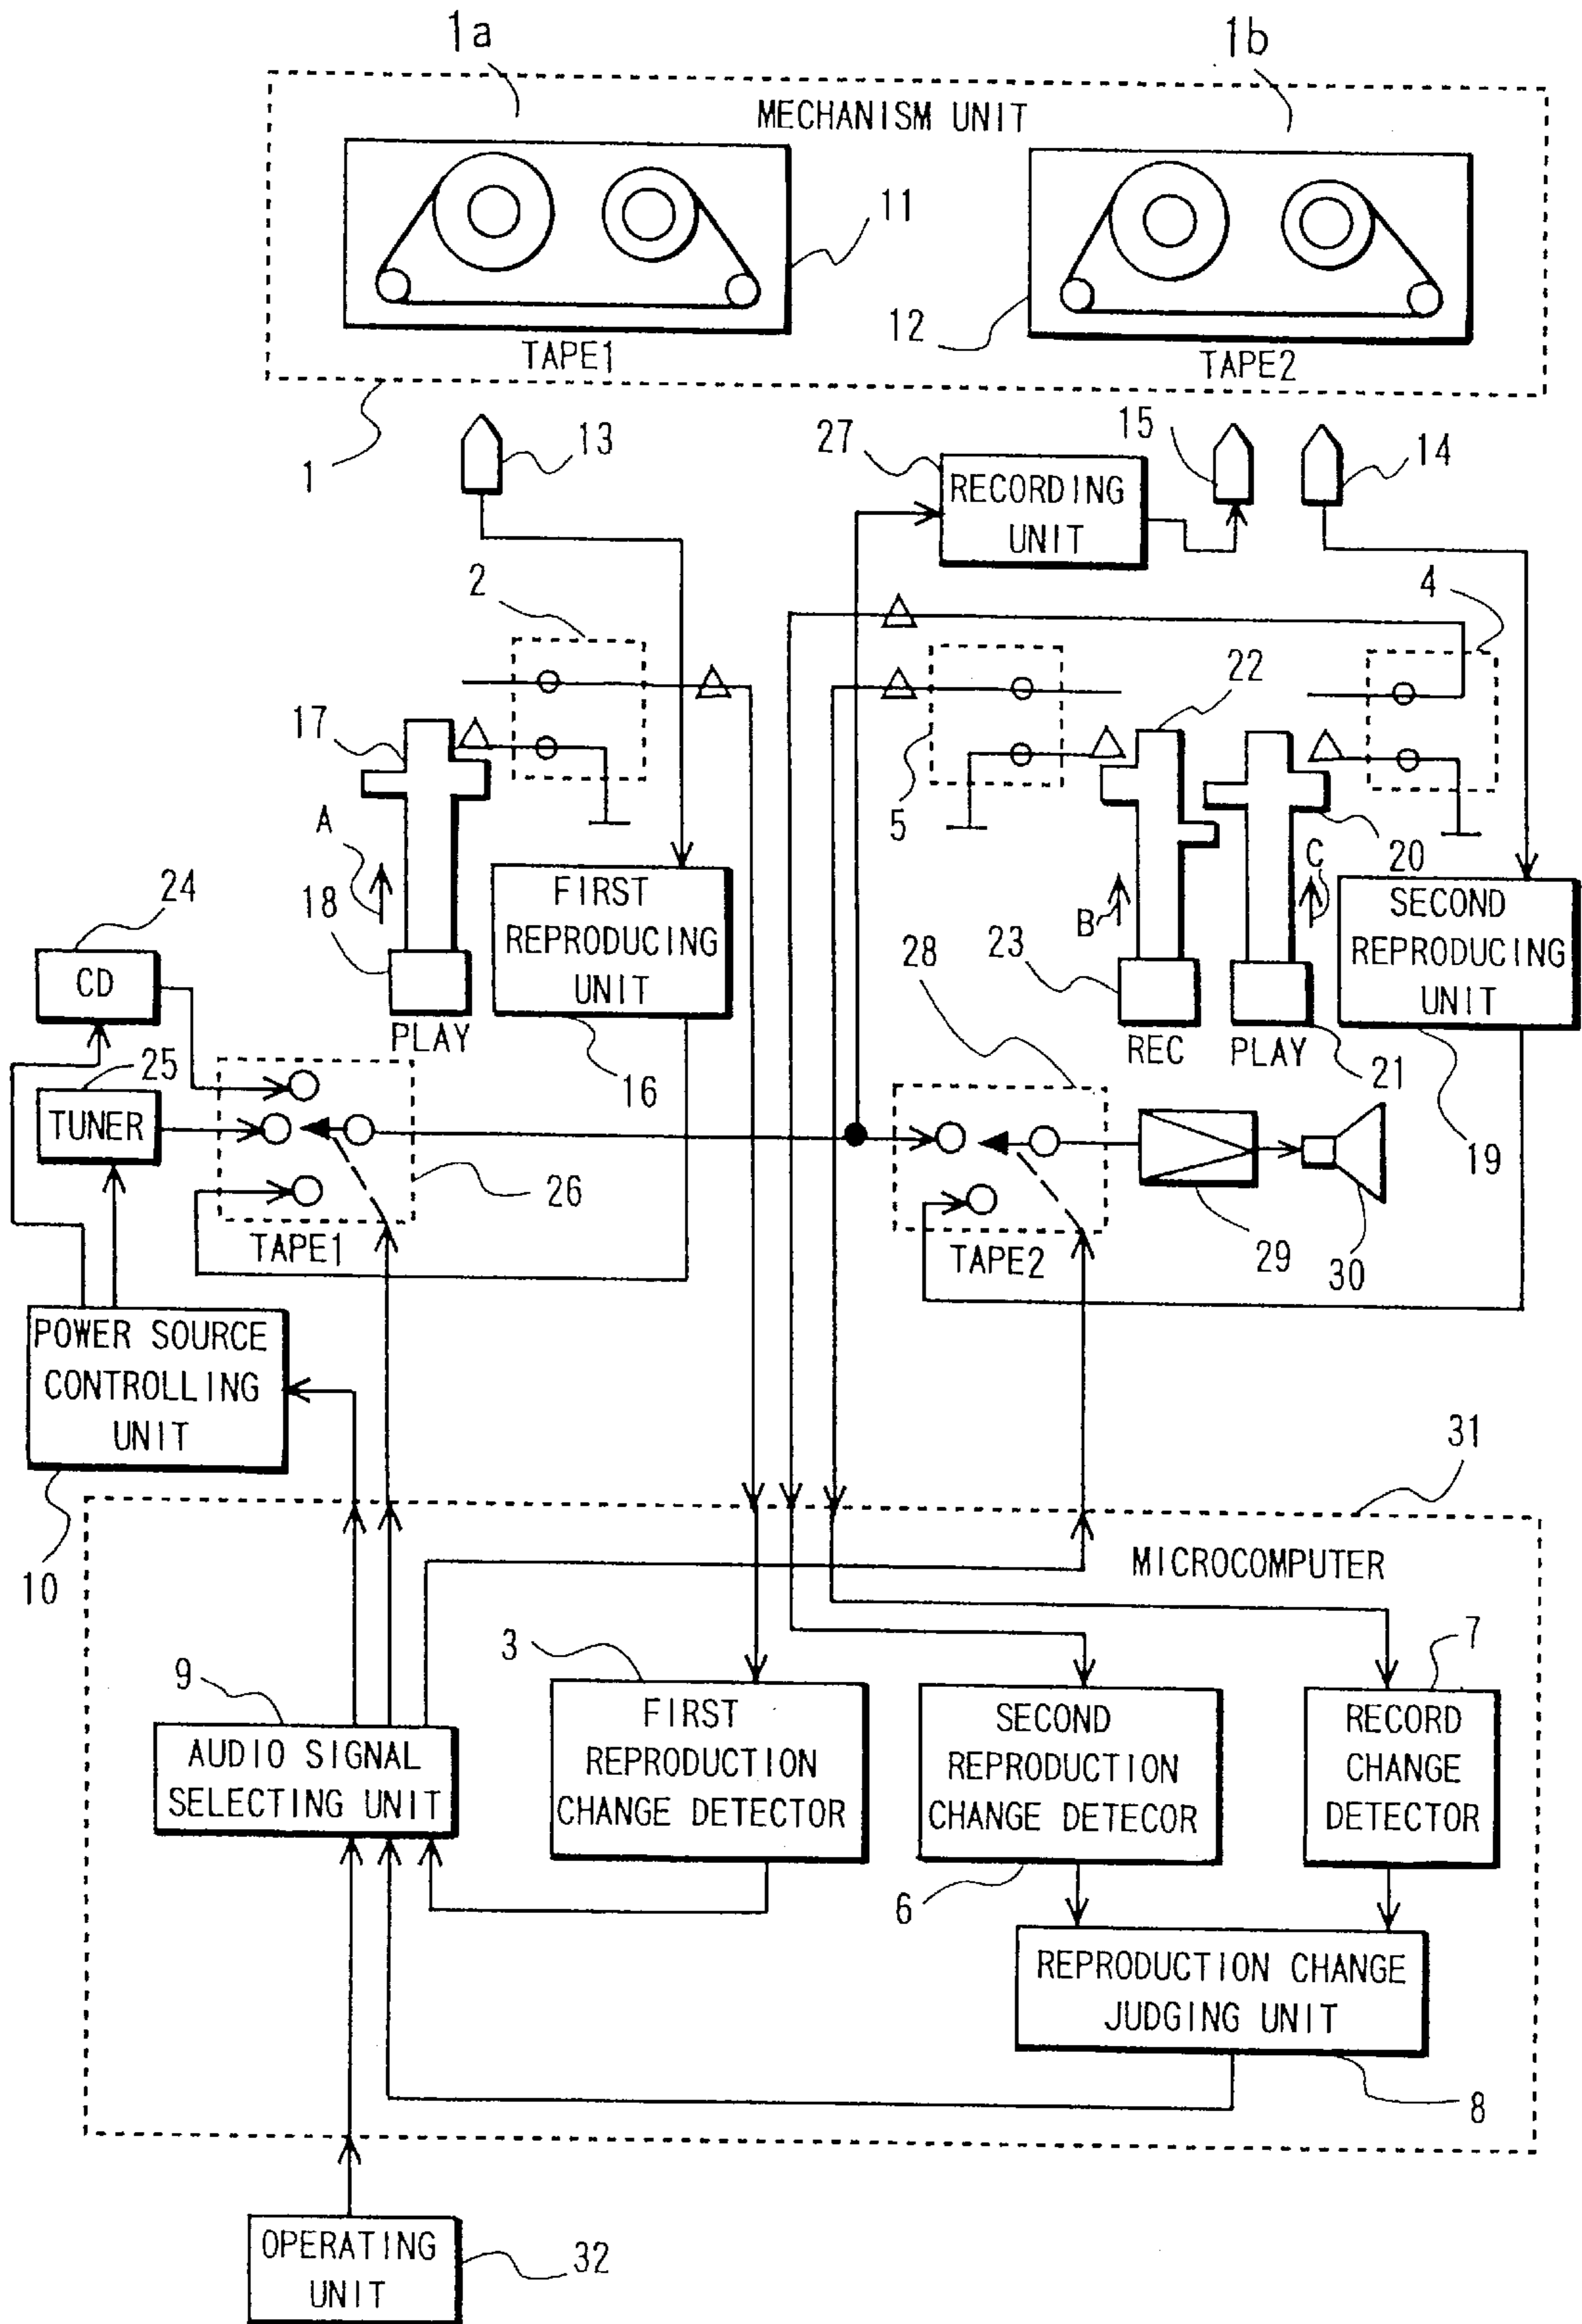 1a
1b
MECHANISM UNIT
11
12
TAPE1
TAPE2
1
13
27
RECORDING
UNIT
15
14
2
4
22
17
5
A
20
C
24
18
FIRST
REPRODUCING
UNIT
B
28
23
SECOND
REPRODUCING
UNIT
CD
PLAY
REC
PLAY
25
16
21
TUNER
26
19
TAPE1
TAPE2
29
30
POWER SOURCE
CONTROLLING
UNIT
31
10
MICROCOMPUTER
3
7
9
FIRST
REPRODUCTION
CHANGE DETECTOR
SECOND
REPRODUCTION
CHANGE DETECOR
RECORD
CHANGE
DETECTOR
AUDIO SIGNAL
SELECTING UNIT
6
REPRODUCTION CHANGE
JUDGING UNIT
8
OPERATING
UNIT
32